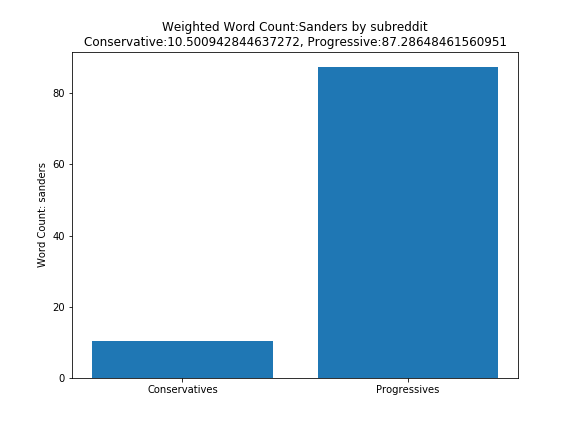 Weighted Word Count:Sanders by subreddit
Conservative:10.500942844637272, Progressive:87.28648461560951
Word Count: sanders
80
60
40
20
0
Conservatives
Progressives